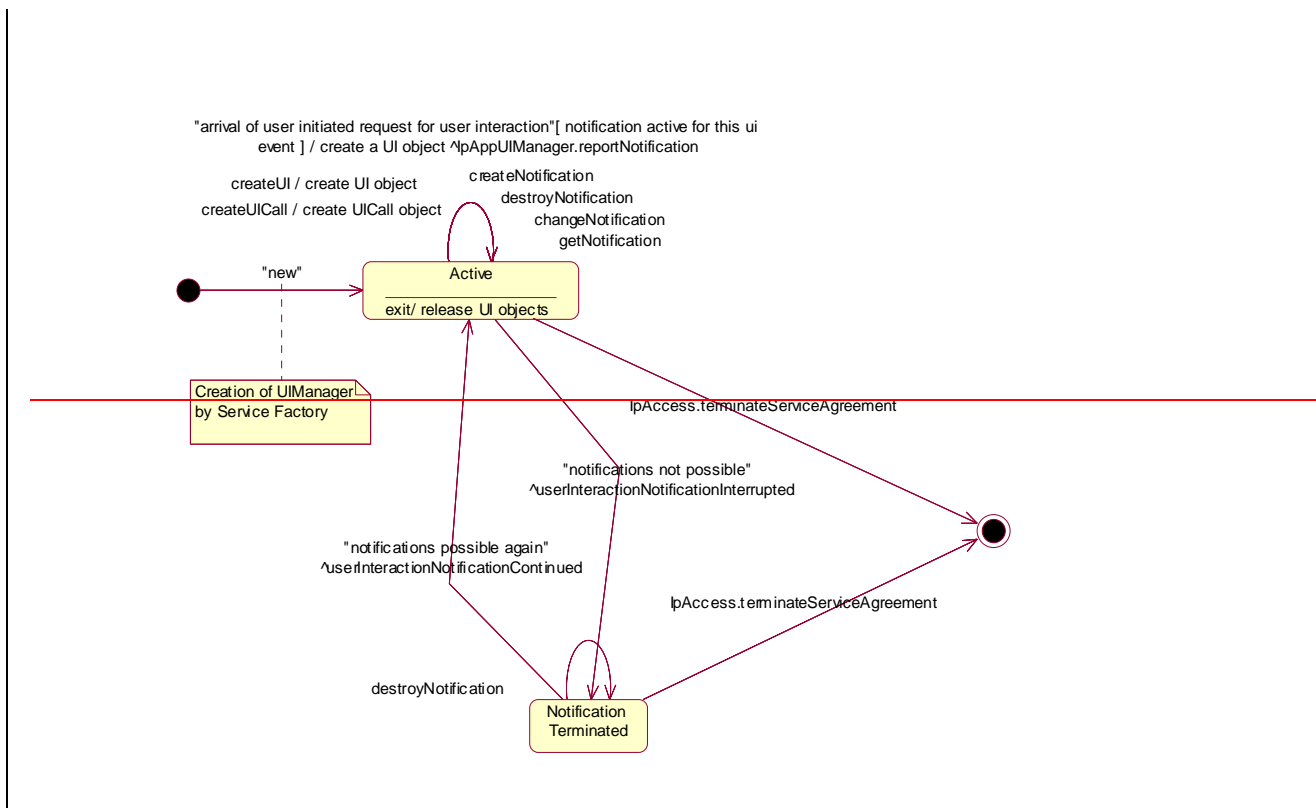 "arrival of user initiated request for user interaction"[ notification active for this ui
event ] / create a UI object ^IpAppUIManager.reportNotification
createNotification
createUI / create UI object
destroyNotification
createUICall / create UICall object
changeNotification
getNotification
"new"
Active
exit/ release UI objects
Creation of UIManager
by Service Factory
IpAccess.terminateServiceAgreement
"notifications not possible"
^userInteractionNotificationInterrupted
"notifications possible again"
^userInteractionNotificationContinued
IpAccess.terminateServiceAgreement
destroyNotification
Notification
Terminated